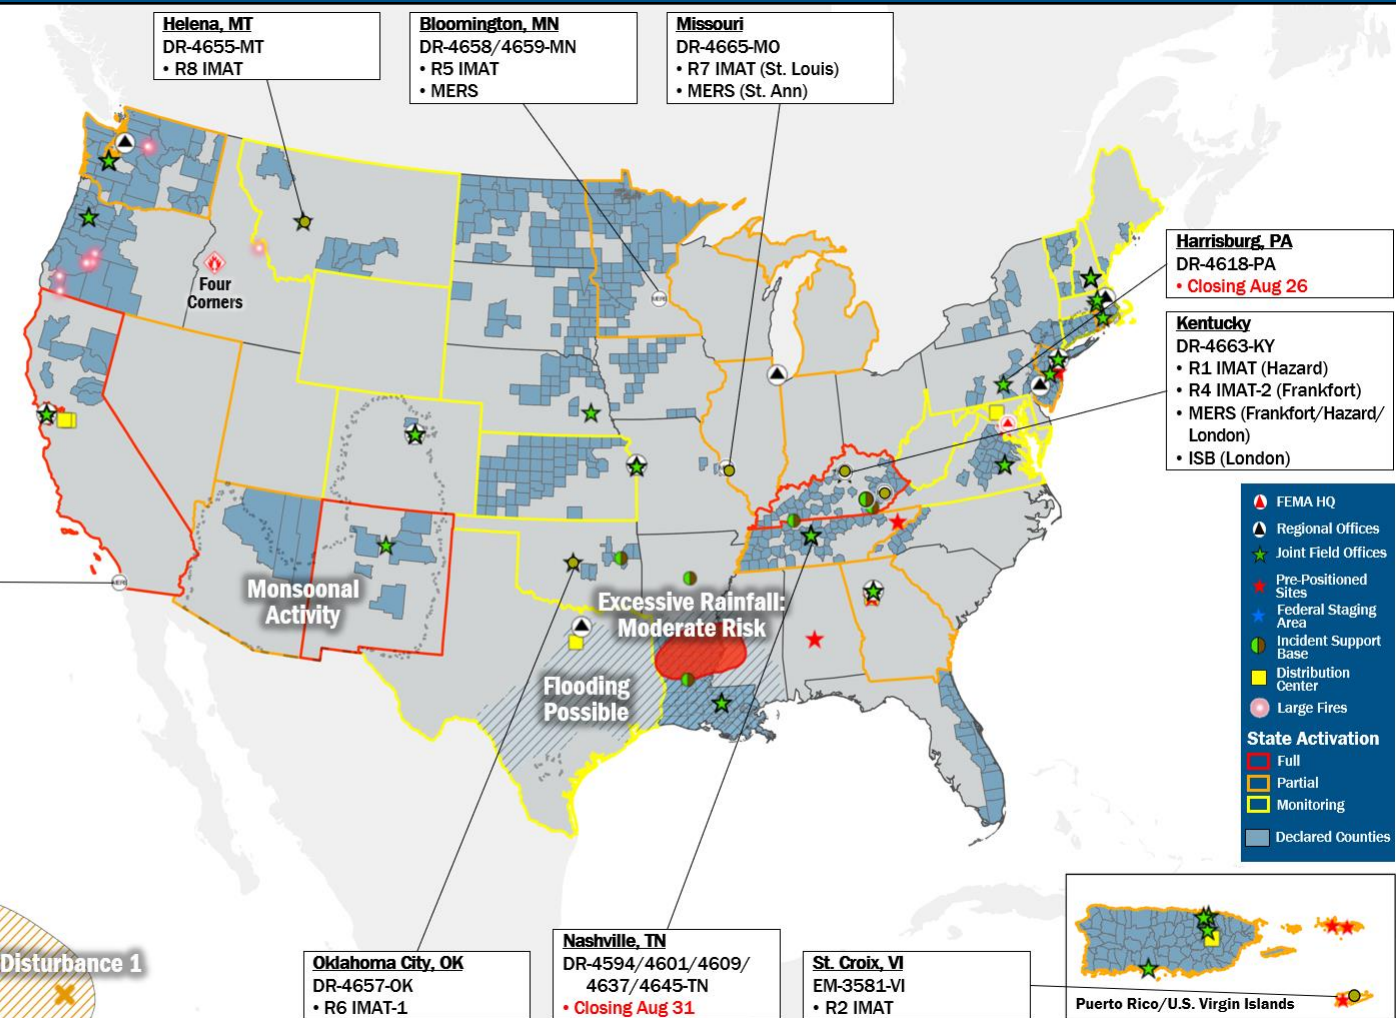 Helena, MT
DR-4655-MT
• R8 IMAT
Bloomington, MN
DR-4658/4659-MN
• R5 IMAT
• MERS
Missouri
DR-4665-MO
• R7 IMAT (St. Louis)
• MERS (St. Ann)
Harrisburg, PA
DR-4618-PA
• Closing Aug 26
Kentucky
DR-4663-KY
• R1 IMAT (Hazard)
• R4 IMAT-2 (Frankfort)
• MERS (Frankfort/Hazard/
London)
• ISB (London)
Four
Corners
MERS
MERS
Monsoonal
Activity
Excessive Rainfall:
Moderate Risk
Flooding
Possible
FEMA HQ
Regional Offices
Joint Field Offices
Pre-Positioned
Sites
Federal Staging
Area
Incident Support
Base
Distribution
Center
Large Fires
State Activation
Full
Partial
Monitoring
Declared Counties
Disturbance 1
Oklahoma City, OK
DR-4657-OK
• R6 IMAT-1
Nashville, TN
DR-4594/4601/4609/
4637/4645-TN
• Closing Aug 31
St. Croix, VI
EM-3581-VI
• R2 IMAT
Puerto Rico/U.S. Virgin Islands